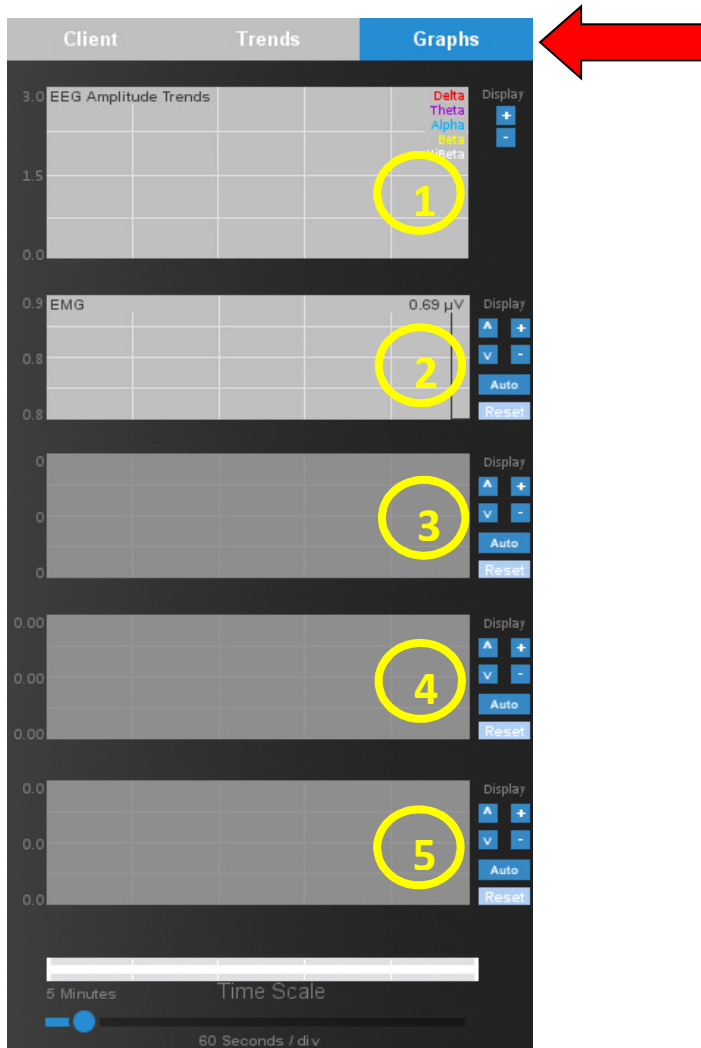 Client Trends Graphs
3.0 EEG Amplitude Trends Delta Display
Theta +
Alpha
Beta -
HiBeta
1.5
1
0.0
0.9 EMG 0.69 µV Display
^ +
0.8 2 v -
Auto
0.8 Reset
0 Display
^ +
0 3 v -
Auto
0 Reset
0.00 Display
^ +
0.00 4 v -
Auto
0.00 Reset
0.0 Display
^ +
0.0 5 v -
Auto
0.0 Reset
5 Minutes Time Scale
60 Seconds / div